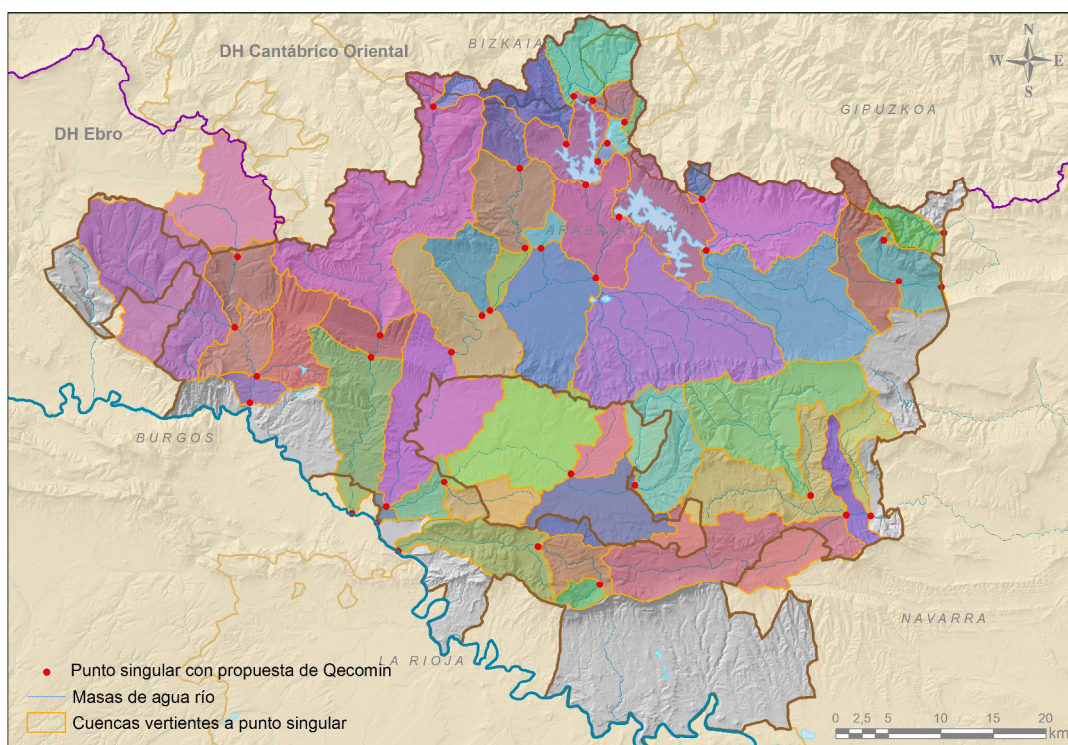 DH Cantábrico Oriental
BIZKAIA
N
W E
S
GIPUZKOA
DH Ebro
ARABA/ÁLAVA
BURGOS
NAVARRA
LA RIOJA
Punto singular con propuesta de Qecomin
Masas de agua río
Cuencas vertientes a punto singular
0 2,5 5 10 15 20
km